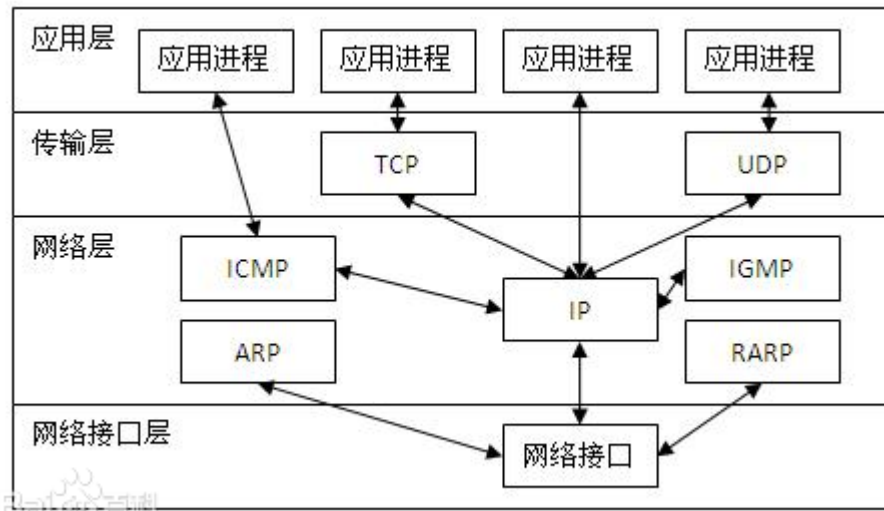 应用层
应用进程 应用进程 应用进程 应用进程
传输层
TCP UDP
网络层
ICMP IGMP
IP
ARP RARP
网络接口层
网络接口